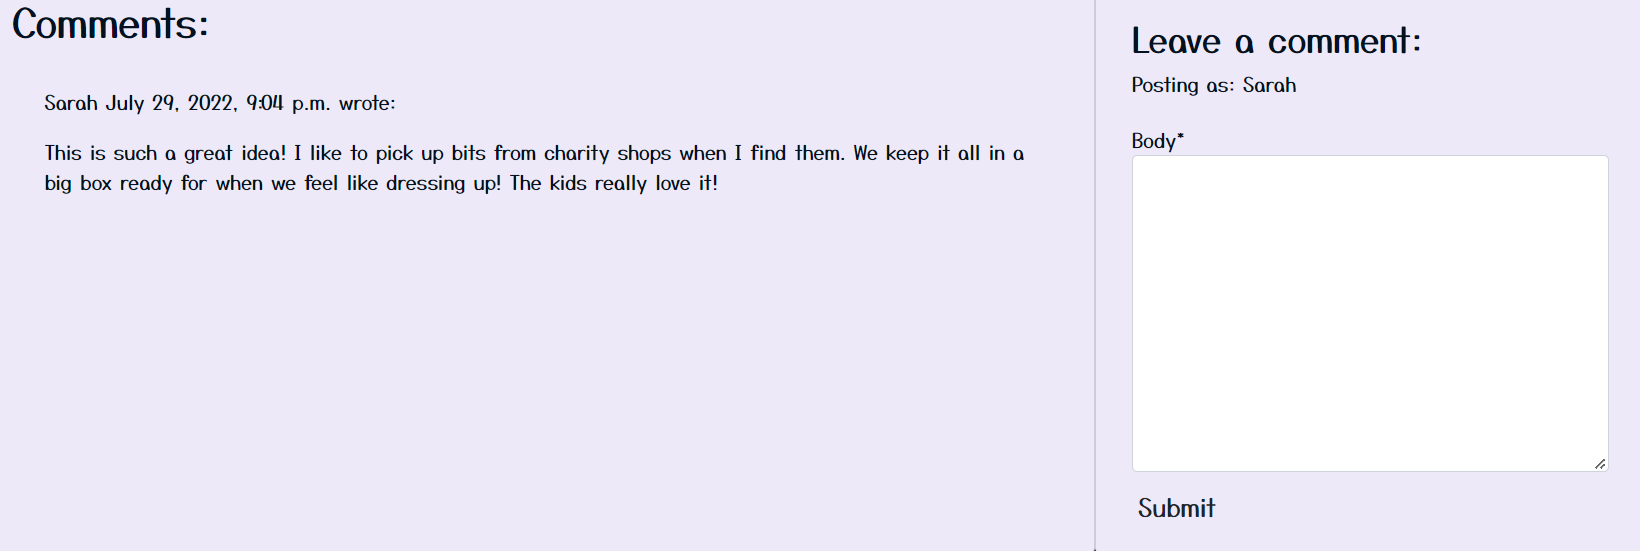 Comments:
Sarah July 29, 2022, 9:04 p.m. wrote:
This is such a great idea! I like to pick up bits from charity shops when I find them. We keep it all in a
big box ready for when we feel like dressing up! The kids really love it!
Leave a comment:
Posting as: Sarah
Body*
Submit